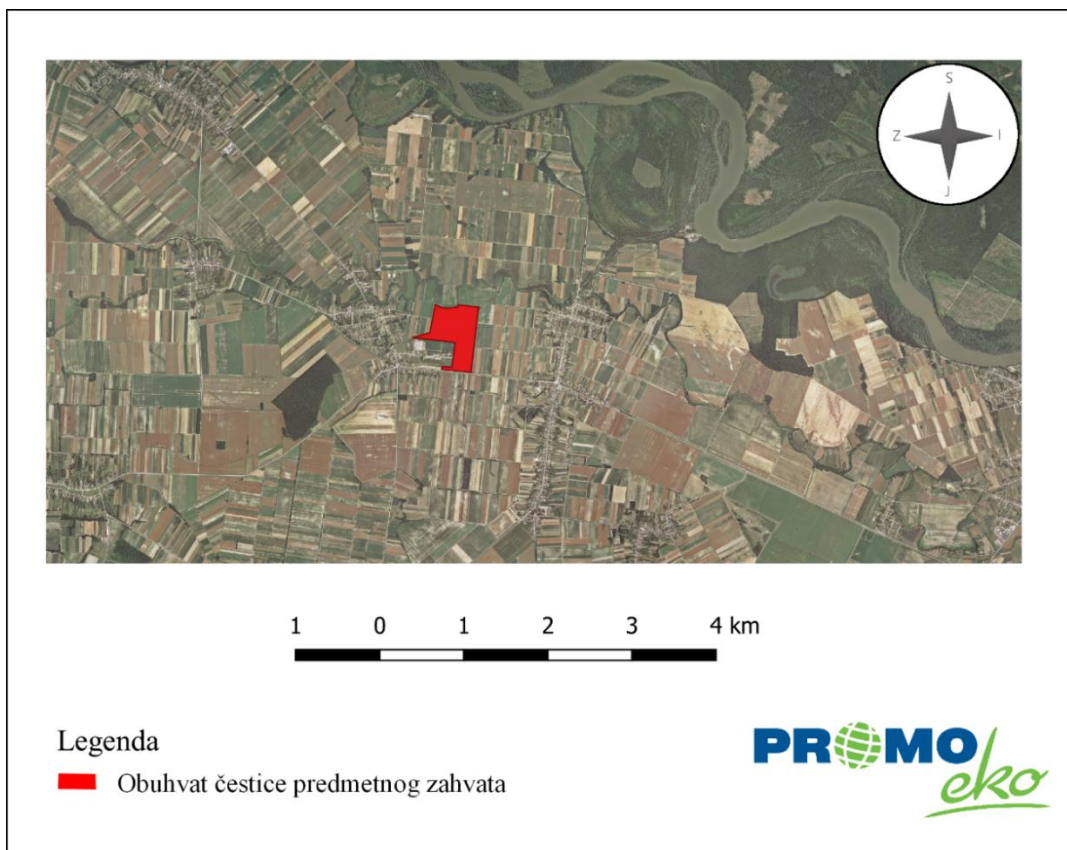 S
Z I
J
1 0 1 2 3 4 km
Legenda
Obuhvat čestice predmetnog zahvata
PROMO
eko